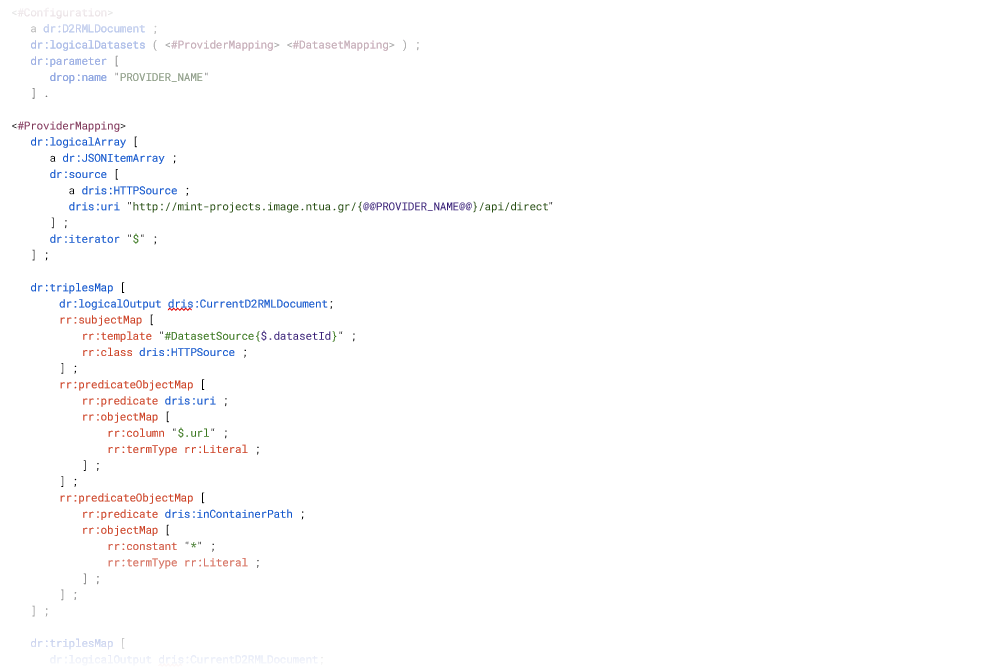 <#Configuration>
a dr:D2RMLDocument ;
dr:logicalDatasets ( <#ProviderMapping> <#DatasetMapping> ) ;
dr:parameter [
drop:name "PROVIDER_NAME"
] .
<#ProviderMapping>
dr:logicalArray [
a dr:JSONItemArray ;
dr:source [
a dris:HTTPSource ;
dris:uri "http://mint-projects.image.ntua.gr/{@@PROVIDER_NAME@@}/api/direct"
] ;
dr:iterator "$" ;
] ;
dr:triplesMap [
dr:logicalOutput dris:CurrentD2RMLDocument;
rr:subjectMap [
rr:template "#DatasetSource{$.datasetId}" ;
rr:class dris:HTTPSource ;
] ;
rr:predicateObjectMap [
rr:predicate dris:uri ;
rr:objectMap [
rr:column "$.url" ;
rr:termType rr:Literal ;
] ;
] ;
rr:predicateObjectMap [
rr:predicate dris:inContainerPath ;
rr:objectMap [
rr:constant "*" ;
rr:termType rr:Literal ;
] ;
] ;
] ;
dr:triplesMap [
dr:logicalOutput dris:CurrentD2RMLDocument;